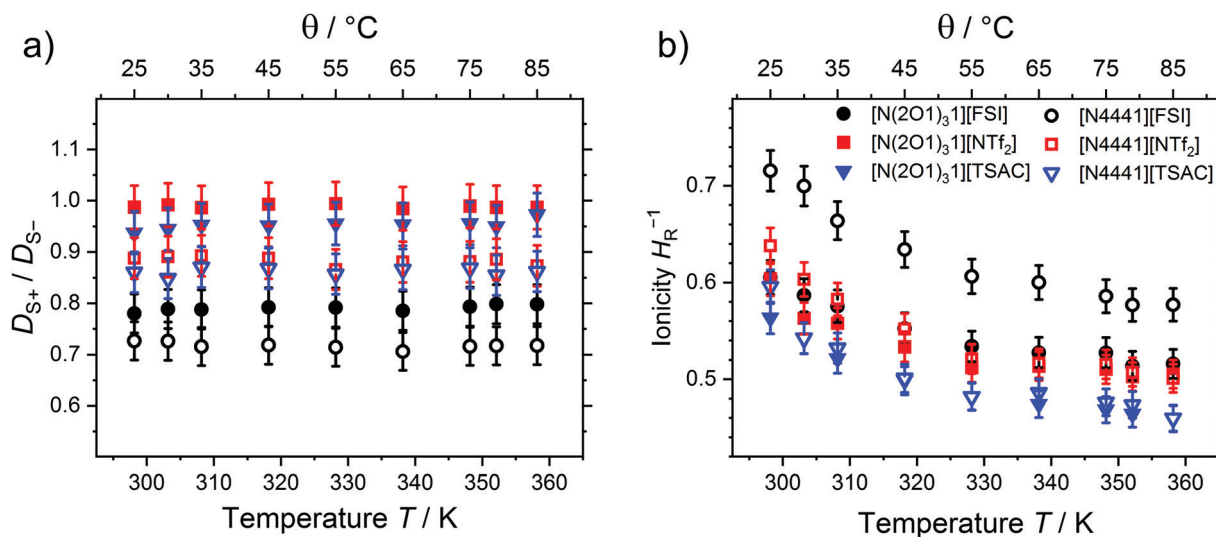 a)
θ / °C
25 35 45 55 65 75 85
1.1
1.0
0.9
0.8
0.7
0.6
D_S+ / D_S−
300 310 320 330 340 350 360
Temperature T / K
b)
θ / °C
25 35 45 55 65 75 85
[N(2O1)₃1][FSI] [N4441][FSI]
[N(2O1)₃1][NTf₂] [N4441][NTf₂]
[N(2O1)₃1][TSAC] [N4441][TSAC]
0.7
0.6
0.5
Ionicity H_R⁻¹
300 310 320 330 340 350 360
Temperature T / K